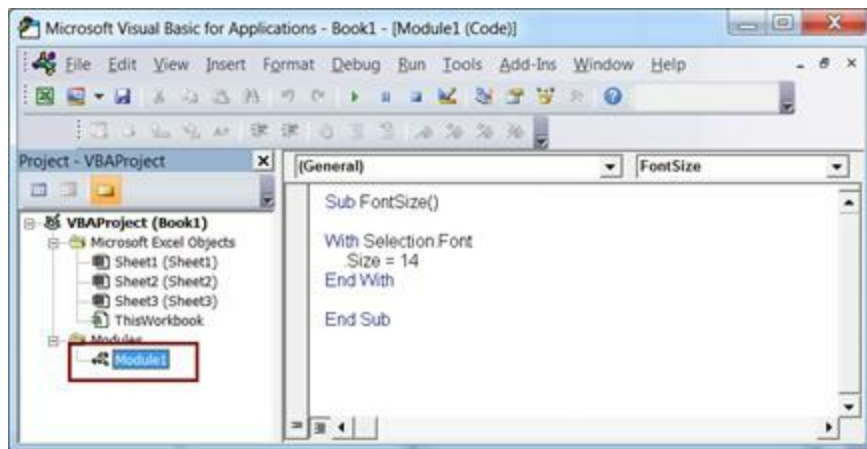 Microsoft Visual Basic for Applications - Book1 - [Module1 (Code)]
File Edit View Insert Format Debug Run Tools Add-Ins Window Help
Project - VBAProject
(General)
FontSize
VBAProject (Book1)
Microsoft Excel Objects
Sheet1 (Sheet1)
Sheet2 (Sheet2)
Sheet3 (Sheet3)
ThisWorkbook
Modules
Module1
Sub FontSize()
With Selection.Font
.Size = 14
End With
End Sub